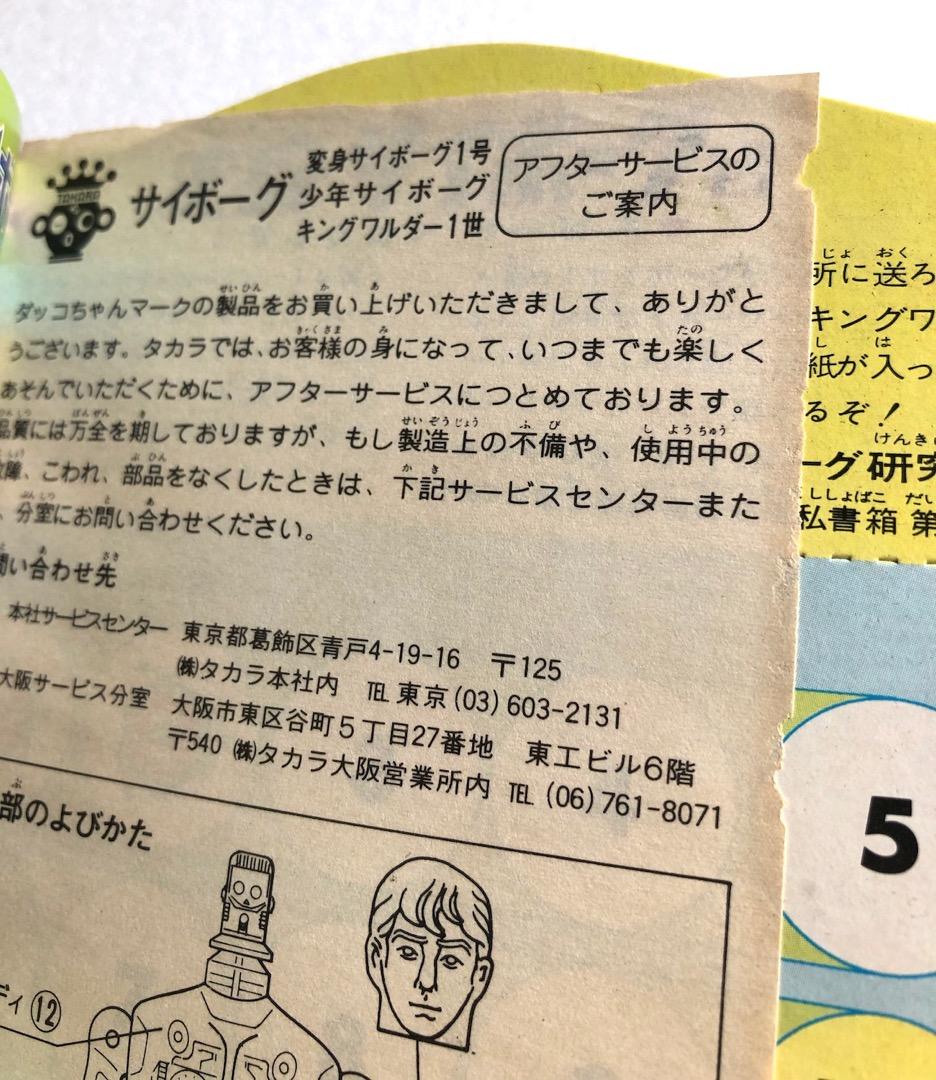 TAKARA
サイボーグ
変身サイボーグ1号
少年サイボーグ
キングワルダー1世
アフターサービスの
ご案内
ダッコちゃんマークの製品をお買い上げいただきまして、ありがと
うございます。タカラでは、お客様の身になって、いつまでも楽しく
あそんでいただくために、アフターサービスにつとめております。
品質には万全を期しておりますが、もし製造上の不備や、使用中の
障、こわれ、部品をなくしたときは、下記サービスセンターまた
、分室にお問い合わせください。
問い合わせ先
本社サービスセンター 東京都葛飾区青戸4-19-16 〒125
㈱タカラ本社内 ℡東京(03)603-2131
大阪サービス分室 大阪市東区谷町5丁目27番地 東工ビル6階
〒540 ㈱タカラ大阪営業所内 ℡(06)761-8071
部のよびかた
ディ⑫
所に送ろ
キングワ
紙が入っ
るぞ!
ーグ研究
私書箱 第
5